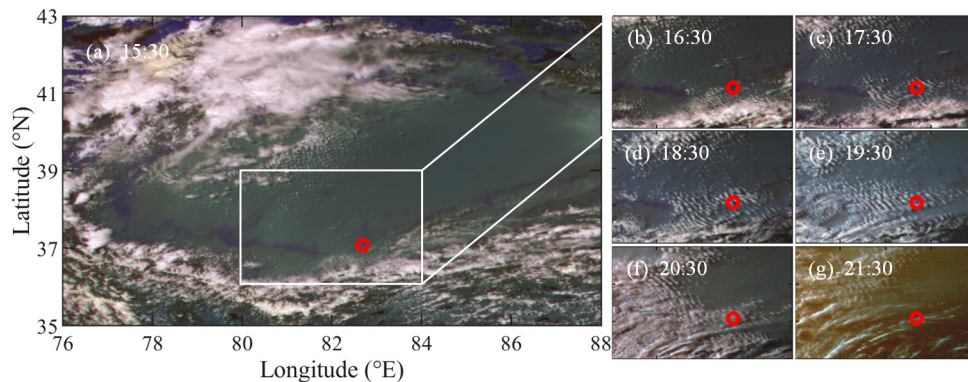 (a) 15:30
43
41
39
37
35
76
78
80
82
84
86
88
Latitude (°N)
Longitude (°E)
(b) 16:30
(c) 17:30
(d) 18:30
(e) 19:30
(f) 20:30
(g) 21:30